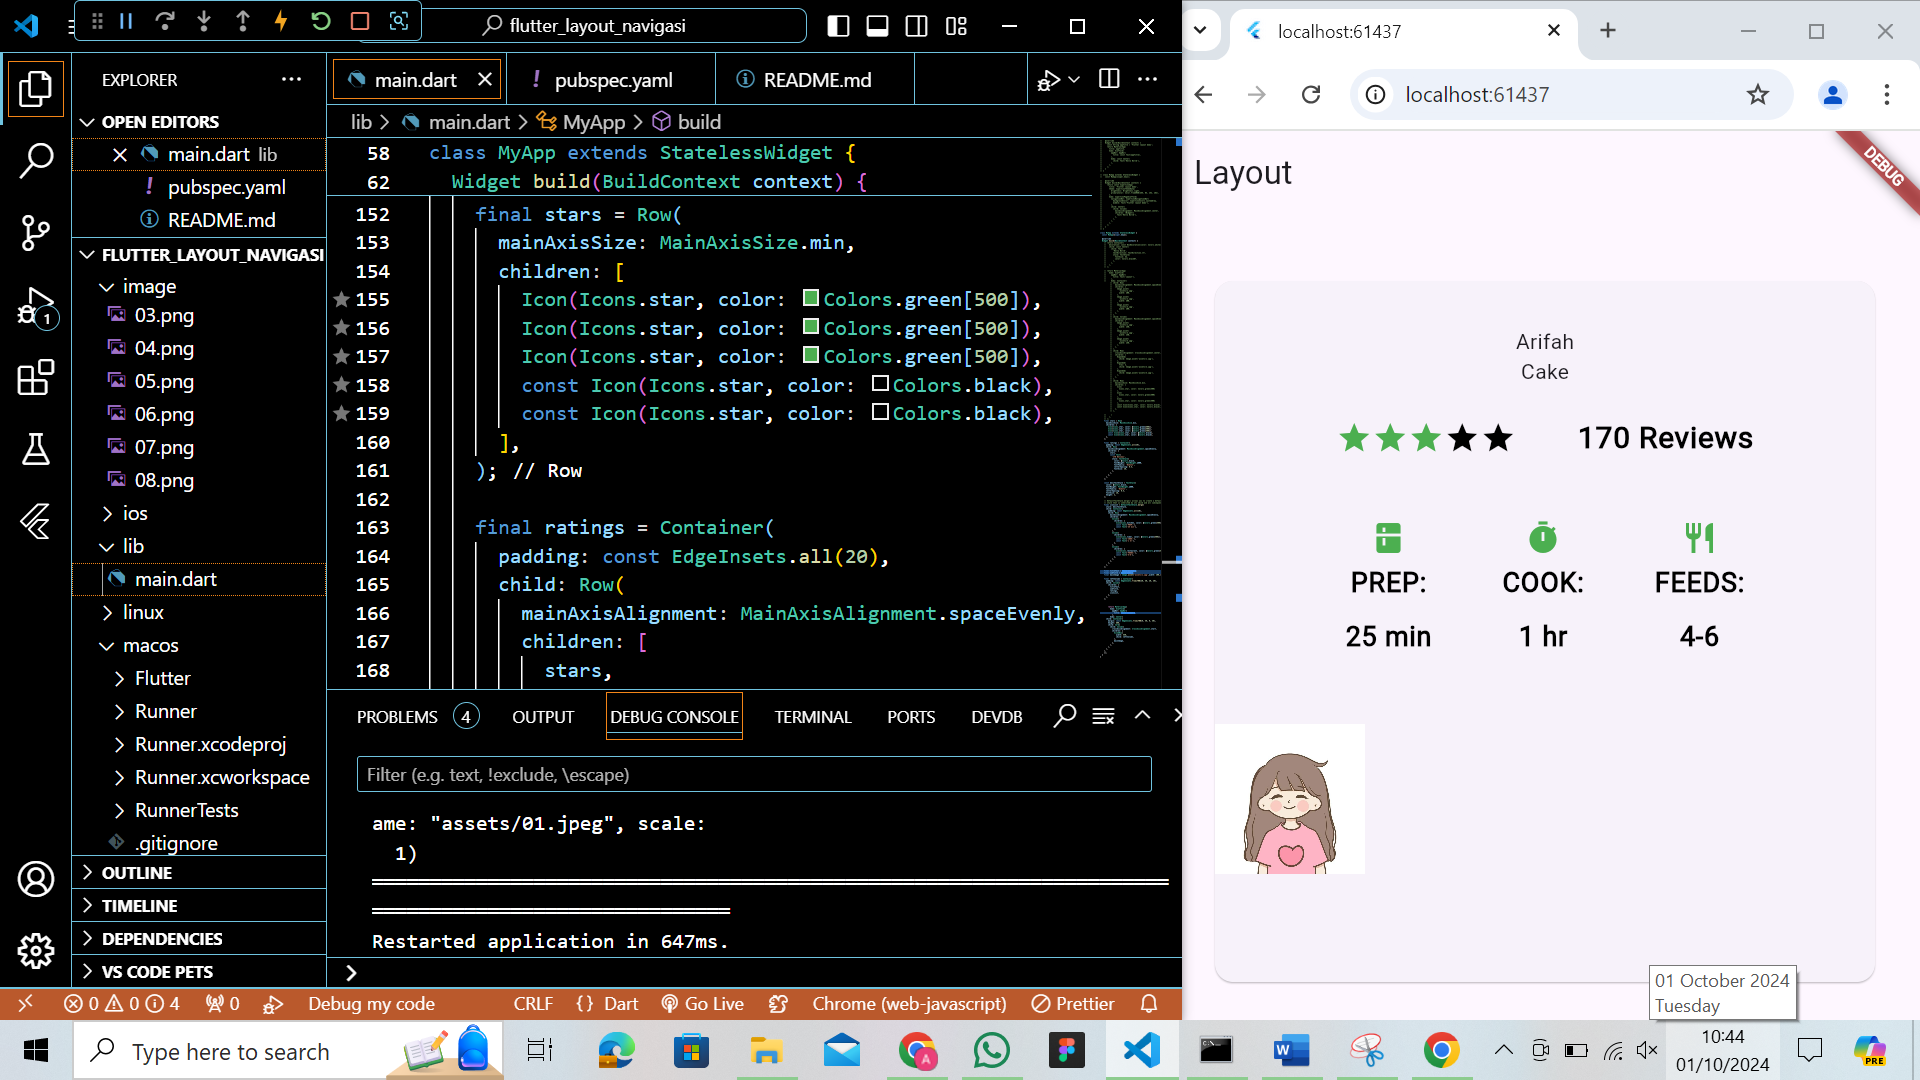 flutter_layout_navigasi
EXPLORER
OPEN EDITORS
main.dart lib
! pubspec.yaml
README.md
FLUTTER_LAYOUT_NAVIGASI
image
03.png
04.png
05.png
06.png
07.png
08.png
ios
lib
main.dart
linux
macos
Flutter
Runner
Runner.xcodeproj
Runner.xcworkspace
RunnerTests
.gitignore
OUTLINE
TIMELINE
DEPENDENCIES
VS CODE PETS
1
main.dart
! pubspec.yaml
README.md
lib > main.dart > MyApp > build
58 class MyApp extends StatelessWidget {
62 Widget build(BuildContext context) {
152 final stars = Row(
153 mainAxisSize: MainAxisSize.min,
154 children: [
155 Icon(Icons.star, color: Colors.green[500]),
156 Icon(Icons.star, color: Colors.green[500]),
157 Icon(Icons.star, color: Colors.green[500]),
158 const Icon(Icons.star, color: Colors.black),
159 const Icon(Icons.star, color: Colors.black),
160 ],
161 ); // Row
162
163 final ratings = Container(
164 padding: const EdgeInsets.all(20),
165 child: Row(
166 mainAxisAlignment: MainAxisAlignment.spaceEvenly,
167 children: [
168 stars,
PROBLEMS 4 OUTPUT DEBUG CONSOLE TERMINAL PORTS DEVDB
Filter (e.g. text, !exclude, \escape)
ame: "assets/01.jpeg", scale:
1)
Restarted application in 647ms.
0 0 4 0 Debug my code CRLF {} Dart Go Live Chrome (web-javascript) Prettier
localhost:61437
localhost:61437
Layout
DEBUG
Arifah
Cake
170 Reviews
PREP: COOK: FEEDS:
25 min 1 hr 4-6
01 October 2024
Tuesday
Type here to search
A
PRE
10:44
01/10/2024